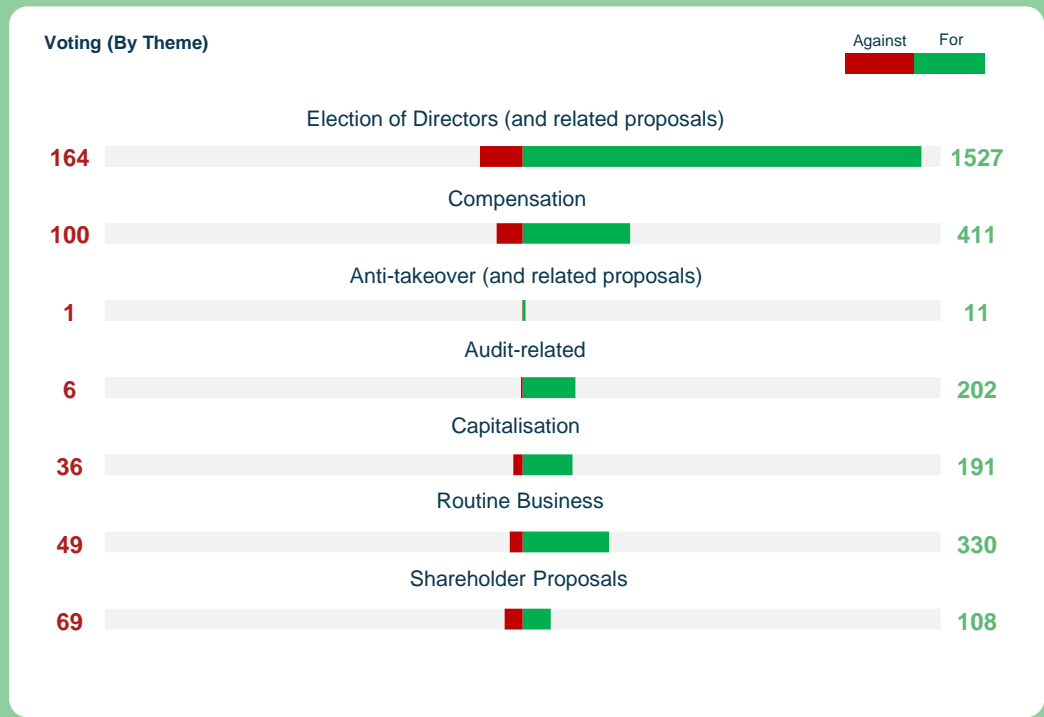 Voting (By Theme)
Against For
Election of Directors (and related proposals)
164 1527
Compensation
100 411
Anti-takeover (and related proposals)
1 11
Audit-related
6 202
Capitalisation
36 191
Routine Business
49 330
Shareholder Proposals
69 108